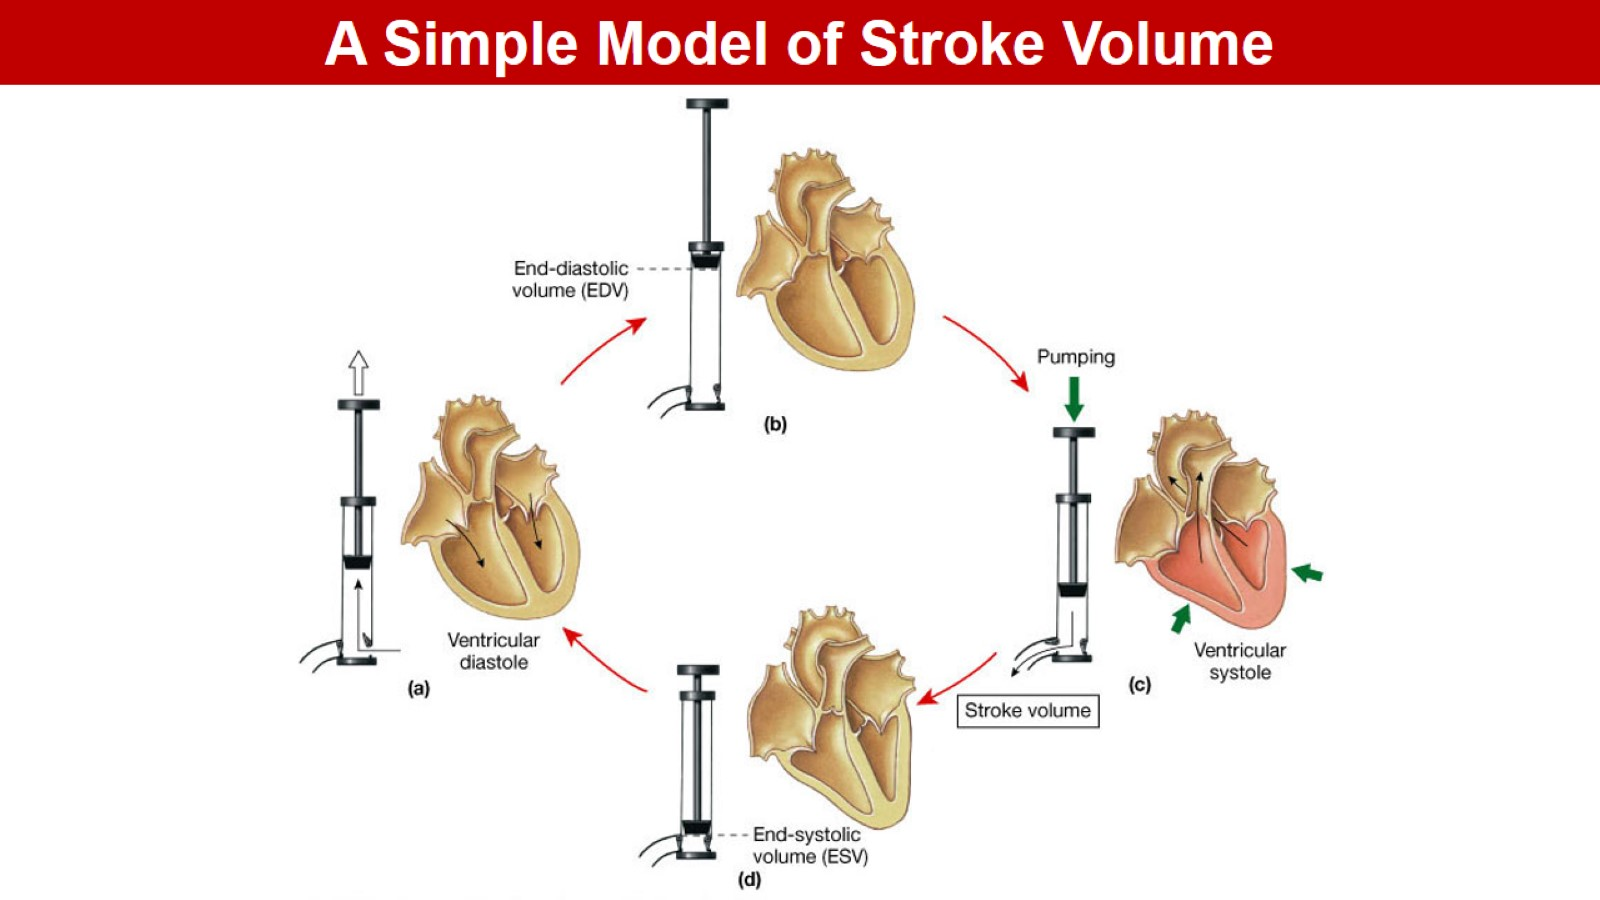 A Simple Model of Stroke Volume
End-diastolic
volume (EDV)
(b)
Pumping
Ventricular
diastole
(a)
Ventricular
systole
(c)
Stroke volume
End-systolic
volume (ESV)
(d)